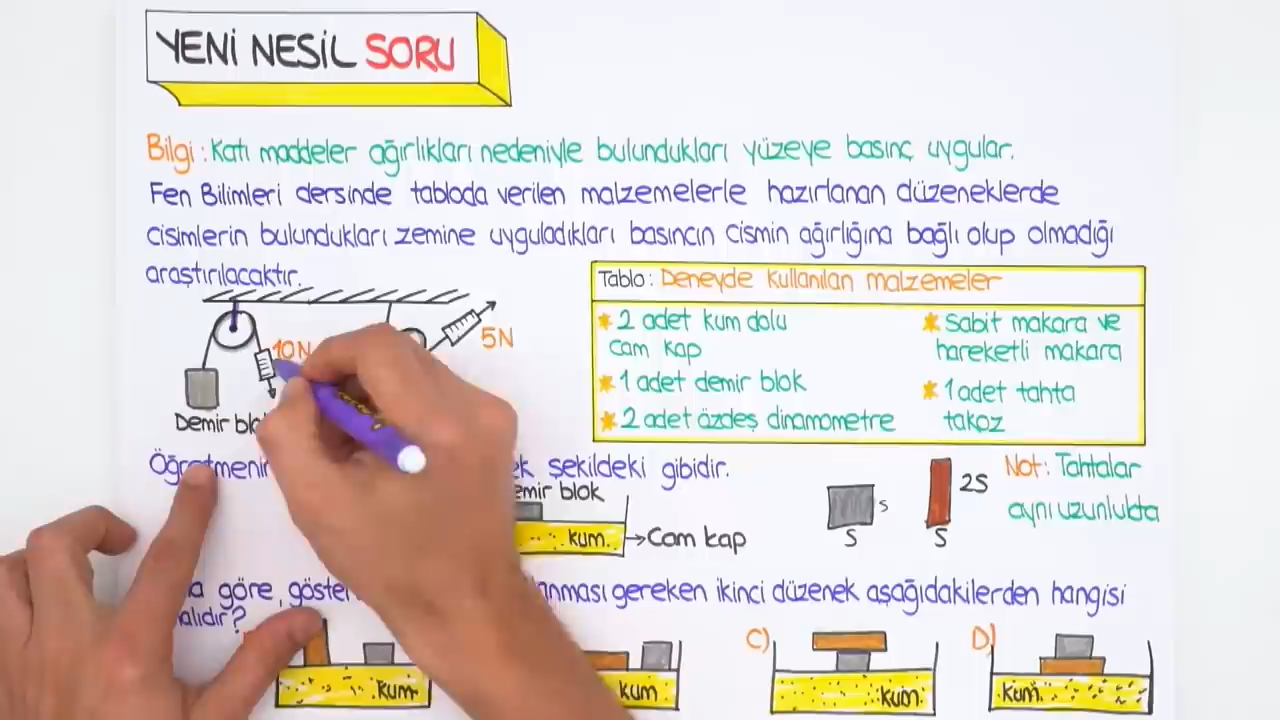 YENİ NESİL SORU
Bilgi: Katı maddeler ağırlıkları nedeniyle bulundukları yüzeye basınç uygular.
Fen Bilimleri dersinde tabloda verilen malzemelerle hazırlanan düzeneklerde
cisimlerin bulundukları zemine uyguladıkları basıncın cismin ağırlığına bağlı olup olmadığı
araştırılacaktır.
Tablo: Deneyde kullanılan malzemeler
* 2 adet kum dolu
cam kap
* 1 adet demir blok
* 2 adet özdeş dinamometre
* Sabit makara ve
hareketli makara
* 1 adet tahta
takoz
10N
5N
Demir
şekildeki gibidir.
blok
kum.
Cam kap
S
S
2S
S
Not: Tahtalar
aynı uzunlukta
göre, gereken ikinci düzenek aşağıdakilerden hangisi
kum
kum
C)
kum
D)
kum